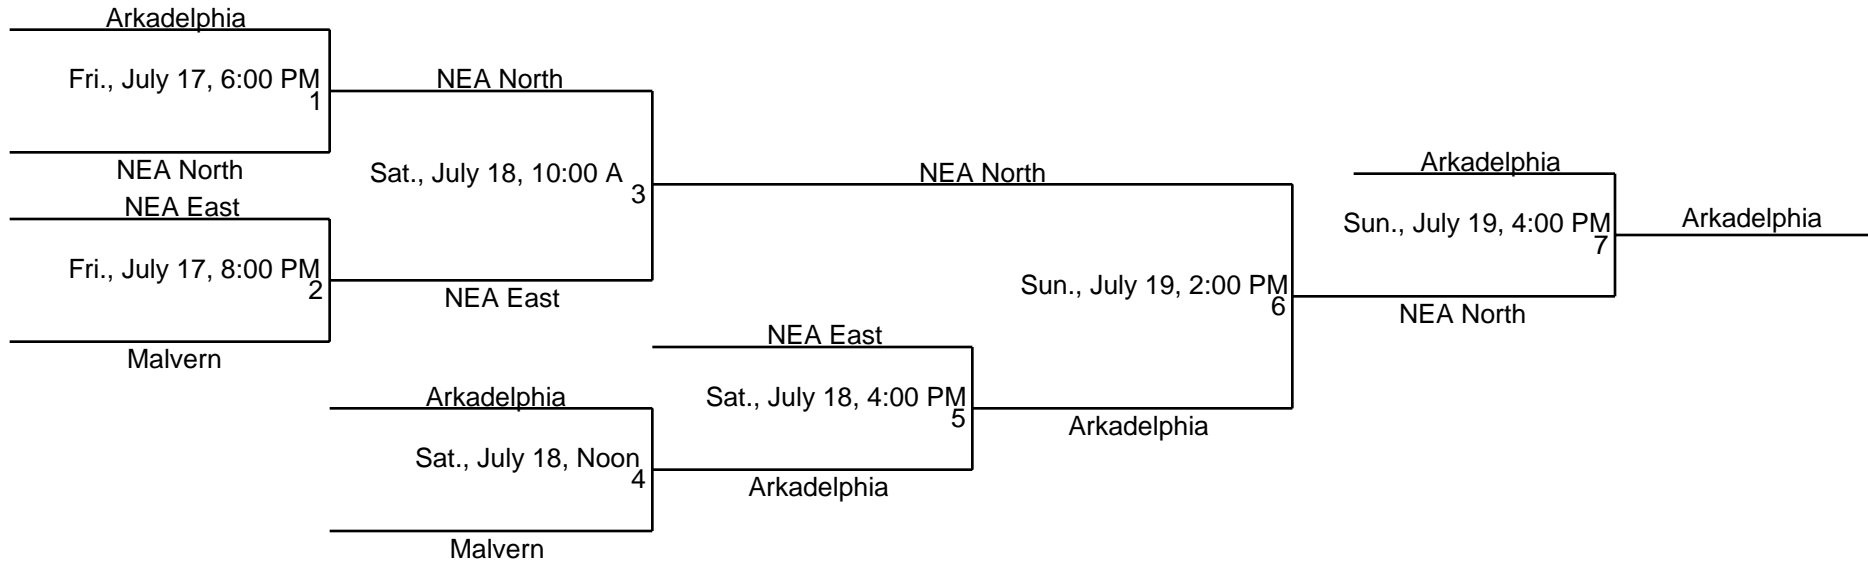 Arkadelphia
Fri., July 17, 6:00 PM
1
NEA North
NEA North
Sat., July 18, 10:00 A
3
NEA East
Fri., July 17, 8:00 PM
2
Malvern
NEA East
NEA North
Sun., July 19, 2:00 PM
6
NEA East
Sat., July 18, 4:00 PM
5
Arkadelphia
Sat., July 18, Noon
4
Malvern
Arkadelphia
Arkadelphia
Arkadelphia
Sun., July 19, 4:00 PM
7
NEA North
Arkadelphia